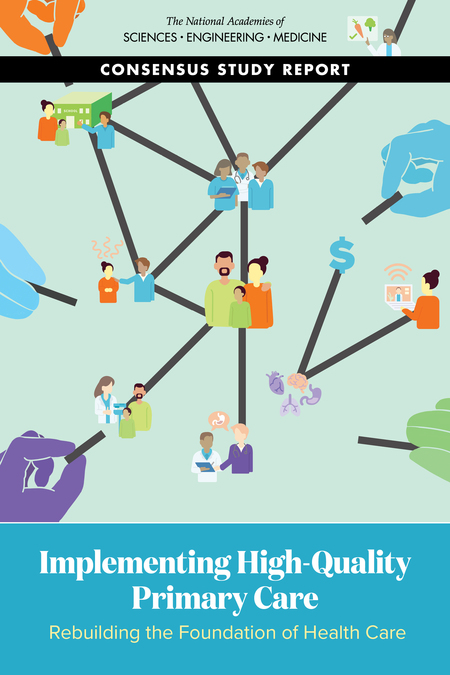 The National Academies of
SCIENCES • ENGINEERING • MEDICINE
CONSENSUS STUDY REPORT
$
Implementing High-Quality
Primary Care
Rebuilding the Foundation of Health Care